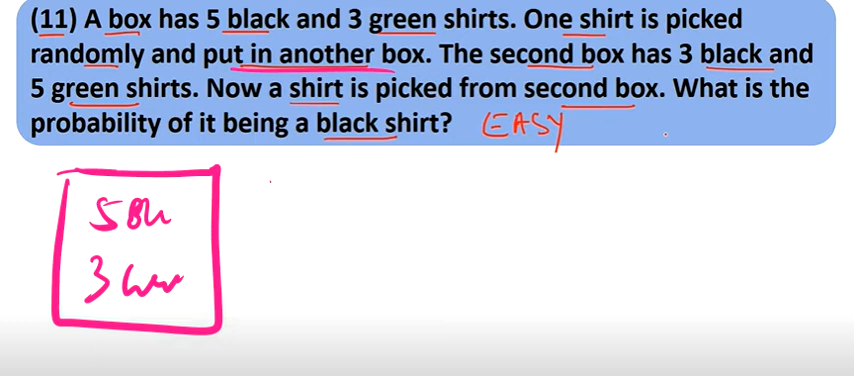 (11) A box has 5 black and 3 green shirts. One shirt is picked
randomly and put in another box. The second box has 3 black and
5 green shirts. Now a shirt is picked from second box. What is the
probability of it being a black shirt? EASY
5
3